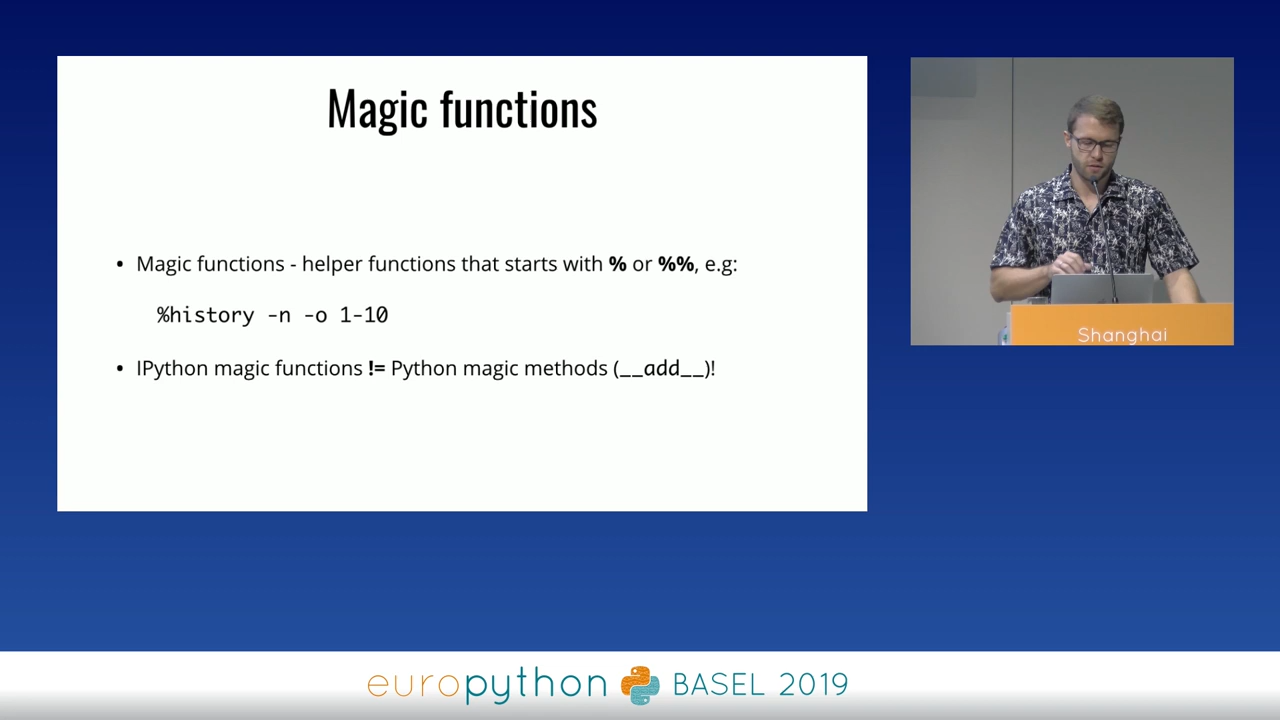 Magic functions
• Magic functions - helper functions that starts with % or %%, e.g:
%history -n -o 1-10
• IPython magic functions != Python magic methods (__add__)!
Shanghai
europython BASEL 2019